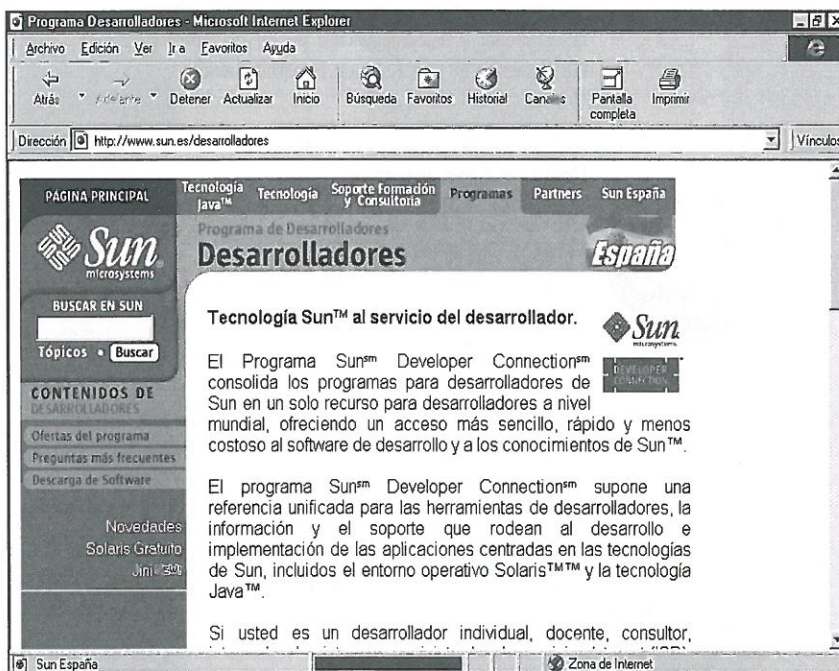 Programa Desarrolladores - Microsoft Internet Explorer
Archivo Edición Ver Ir a Favoritos Ayuda
Atrás Adelante Detener Actualizar Inicio Búsqueda Favoritos Historial Canales Pantalla completa Imprimir
Dirección http://www.sun.es/desarrolladores Vínculos
PÁGINA PRINCIPAL
Tecnología Java™ Tecnología Soporte Formación y Consultoría Programas Partners Sun España
Sun
microsystems
Programa de Desarrolladores
Desarrolladores
España
BUSCAR EN SUN
Tópicos • Buscar
CONTENIDOS DE
DESARROLLADORES
Ofertas del programa
Preguntas más frecuentes
Descarga de Software
Novedades
Solaris Gratuito
Jini
Tecnología Sun™ al servicio del desarrollador.
Sun
microsystems
DEVELOPER
CONNECTION
El Programa Sun℠ Developer Connection℠
consolida los programas para desarrolladores de
Sun en un solo recurso para desarrolladores a nivel
mundial, ofreciendo un acceso más sencillo, rápido y menos
costoso al software de desarrollo y a los conocimientos de Sun™.
El programa Sun℠ Developer Connection℠ supone una
referencia unificada para las herramientas de desarrolladores, la
información y el soporte que rodean al desarrollo e
implementación de las aplicaciones centradas en las tecnologías
de Sun, incluidos el entorno operativo Solaris™™ y la tecnología
Java™.
Si usted es un desarrollador individual, docente, consultor,
Sun España
Zona de Internet